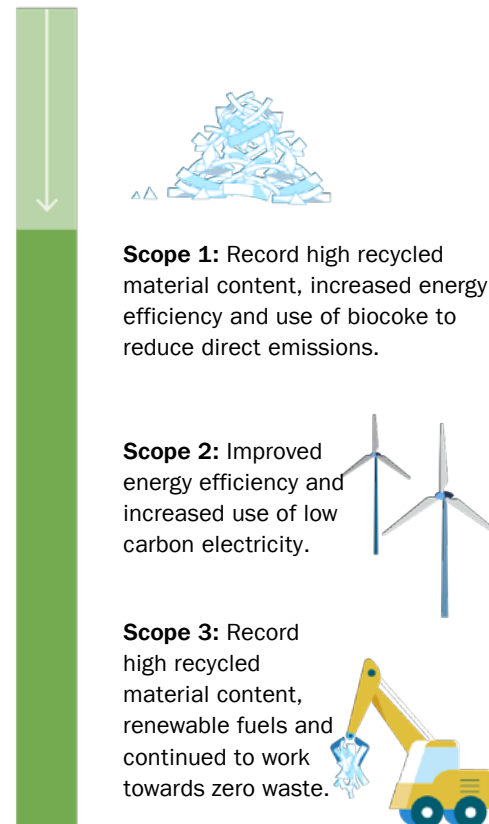 Scope 1: Record high recycled
material content, increased energy
efficiency and use of biocoke to
reduce direct emissions.
Scope 2: Improved
energy efficiency and
increased use of low
carbon electricity.
Scope 3: Record
high recycled
material content,
renewable fuels and
continued to work
towards zero waste.